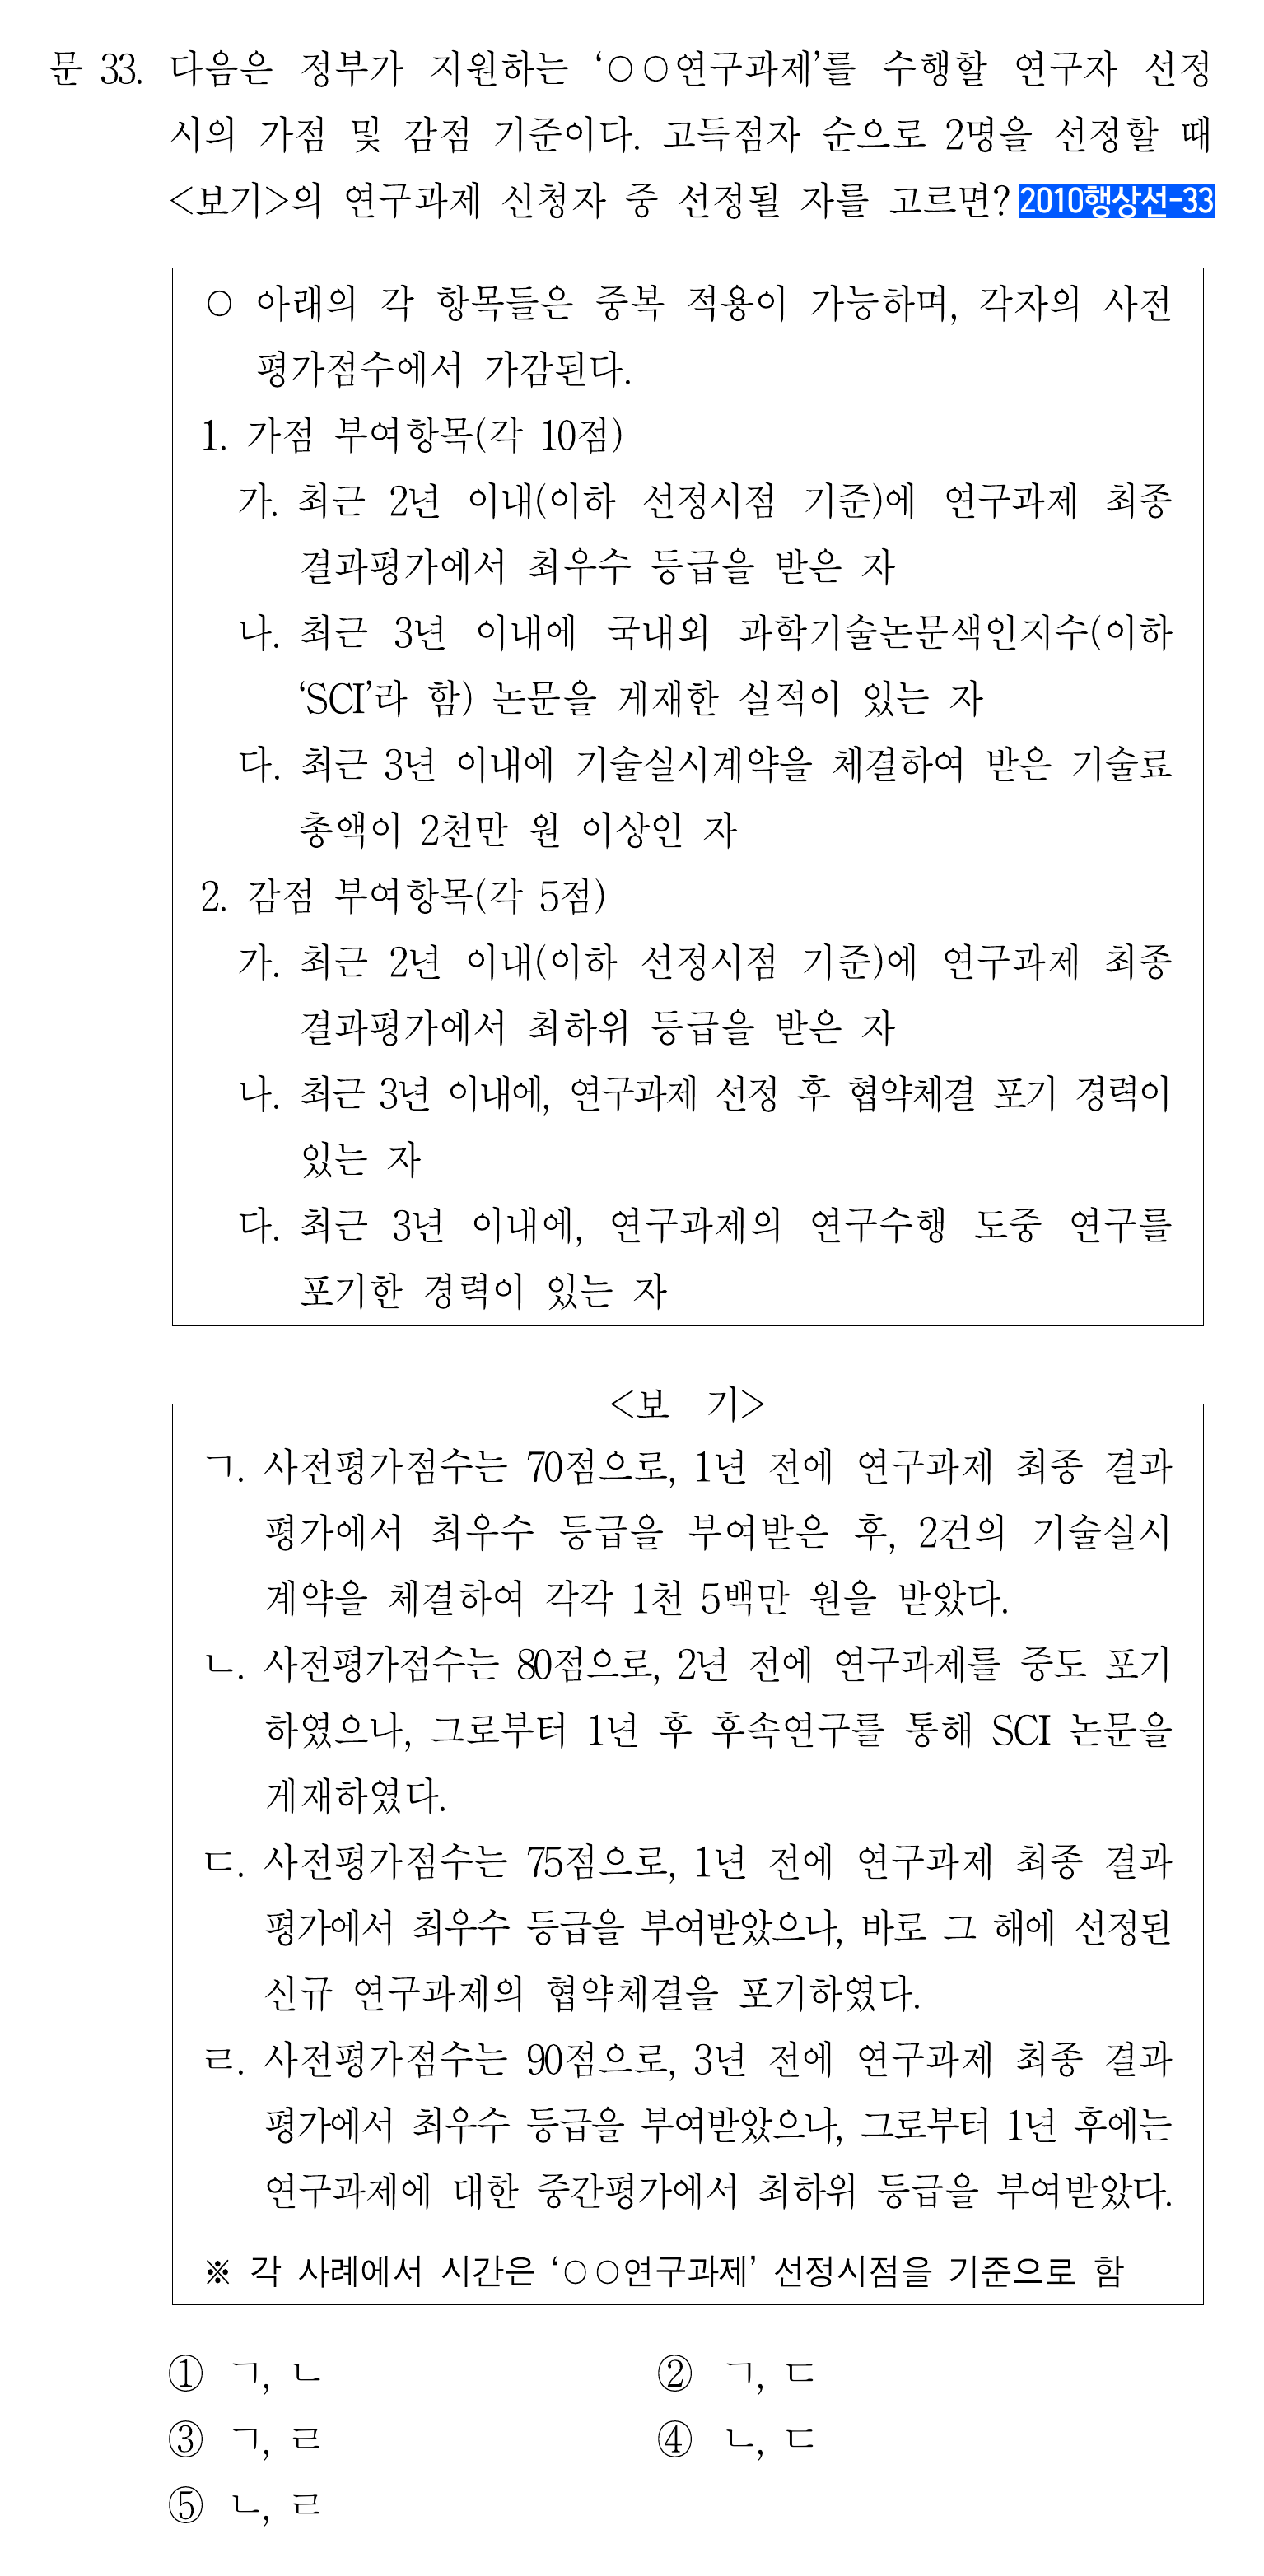 문 33. 다음은 정부가 지원하는 ‘○○연구과제’를 수행할 연구자 선정
시의 가점 및 감점 기준이다. 고득점자 순으로 2명을 선정할 때
<보기>의 연구과제 신청자 중 선정될 자를 고르면? 2010행상선-33
○ 아래의 각 항목들은 중복 적용이 가능하며, 각자의 사전
평가점수에서 가감된다.
1. 가점 부여항목(각 10점)
가. 최근 2년 이내(이하 선정시점 기준)에 연구과제 최종
결과평가에서 최우수 등급을 받은 자
나. 최근 3년 이내에 국내외 과학기술논문색인지수(이하
‘SCI’라 함) 논문을 게재한 실적이 있는 자
다. 최근 3년 이내에 기술실시계약을 체결하여 받은 기술료
총액이 2천만 원 이상인 자
2. 감점 부여항목(각 5점)
가. 최근 2년 이내(이하 선정시점 기준)에 연구과제 최종
결과평가에서 최하위 등급을 받은 자
나. 최근 3년 이내에, 연구과제 선정 후 협약체결 포기 경력이
있는 자
다. 최근 3년 이내에, 연구과제의 연구수행 도중 연구를
포기한 경력이 있는 자
<보 기>
ㄱ. 사전평가점수는 70점으로, 1년 전에 연구과제 최종 결과
평가에서 최우수 등급을 부여받은 후, 2건의 기술실시
계약을 체결하여 각각 1천 5백만 원을 받았다.
ㄴ. 사전평가점수는 80점으로, 2년 전에 연구과제를 중도 포기
하였으나, 그로부터 1년 후 후속연구를 통해 SCI 논문을
게재하였다.
ㄷ. 사전평가점수는 75점으로, 1년 전에 연구과제 최종 결과
평가에서 최우수 등급을 부여받았으나, 바로 그 해에 선정된
신규 연구과제의 협약체결을 포기하였다.
ㄹ. 사전평가점수는 90점으로, 3년 전에 연구과제 최종 결과
평가에서 최우수 등급을 부여받았으나, 그로부터 1년 후에는
연구과제에 대한 중간평가에서 최하위 등급을 부여받았다.
※ 각 사례에서 시간은 ‘○○연구과제’ 선정시점을 기준으로 함
① ㄱ, ㄴ ② ㄱ, ㄷ
③ ㄱ, ㄹ ④ ㄴ, ㄷ
⑤ ㄴ, ㄹ